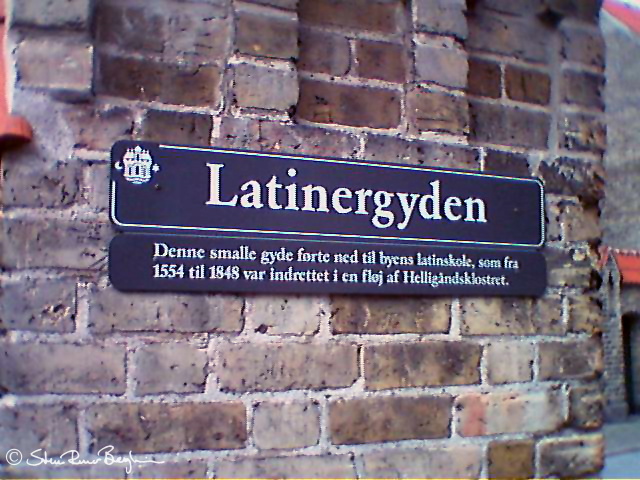 Latinergyden
Denne smalle gyde førte ned til byens latinskole, som fra
1554 til 1848 var indrettet i en fløj af Helligåndsklostret.
©